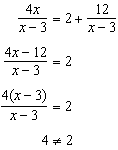 4x/(x − 3) = 2 + 12/(x − 3)
(4x − 12)/(x − 3) = 2
4(x − 3)/(x − 3) = 2
4 ≠ 2